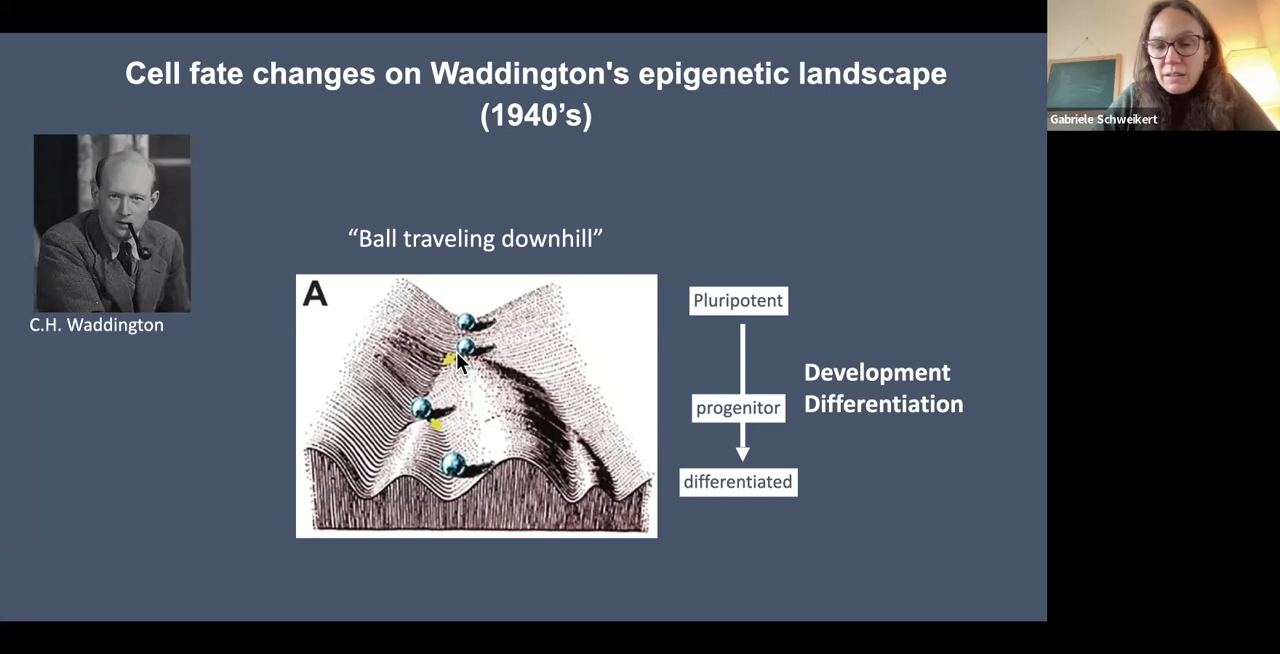 Cell fate changes on Waddington's epigenetic landscape
(1940’s)
Gabriele Schweikert
C.H. Waddington
“Ball traveling downhill”
A
Pluripotent
progenitor
differentiated
Development
Differentiation